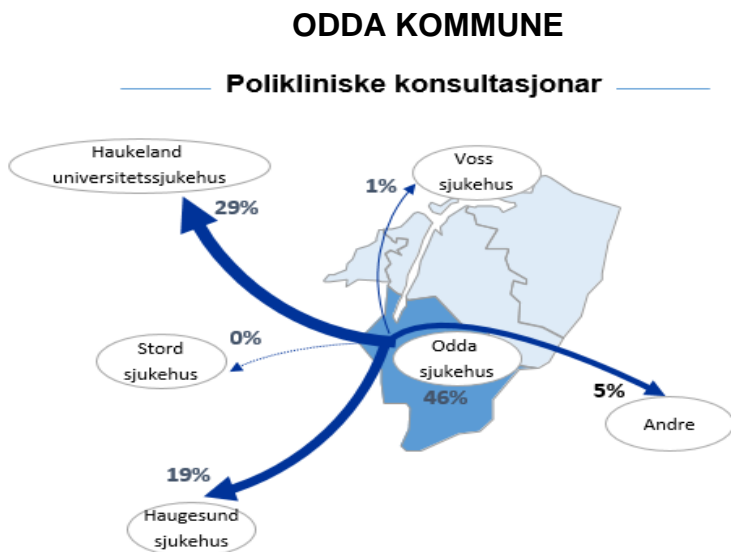 ODDA KOMMUNE
Polikliniske konsultasjonar
Haukeland
universitetssjukehus
29%
Voss
sjukehus
1%
Stord
sjukehus
0%
Odda
sjukehus
46%
5%
Andre
19%
Haugesund
sjukehus